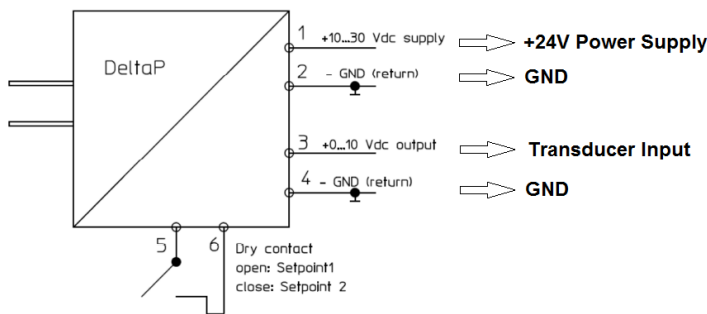 DeltaP
1 +10...30 Vdc supply +24V Power Supply
2 - GND (return) GND
3 +0...10 Vdc output Transducer Input
4 - GND (return) GND
5 6 Dry contact
open: Setpoint1
close: Setpoint 2